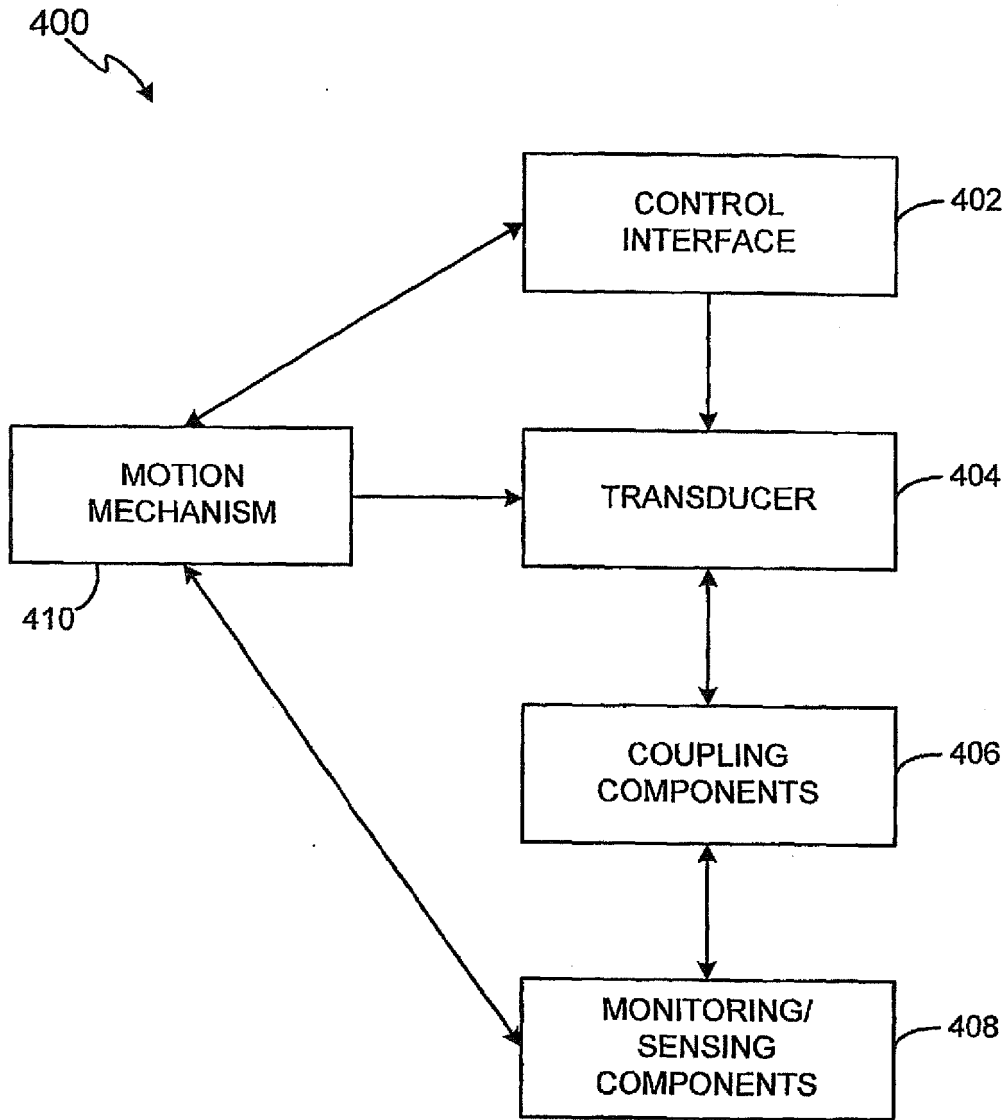 400
CONTROL
INTERFACE
402
MOTION
MECHANISM
410
TRANSDUCER
404
COUPLING
COMPONENTS
406
MONITORING/
SENSING
COMPONENTS
408